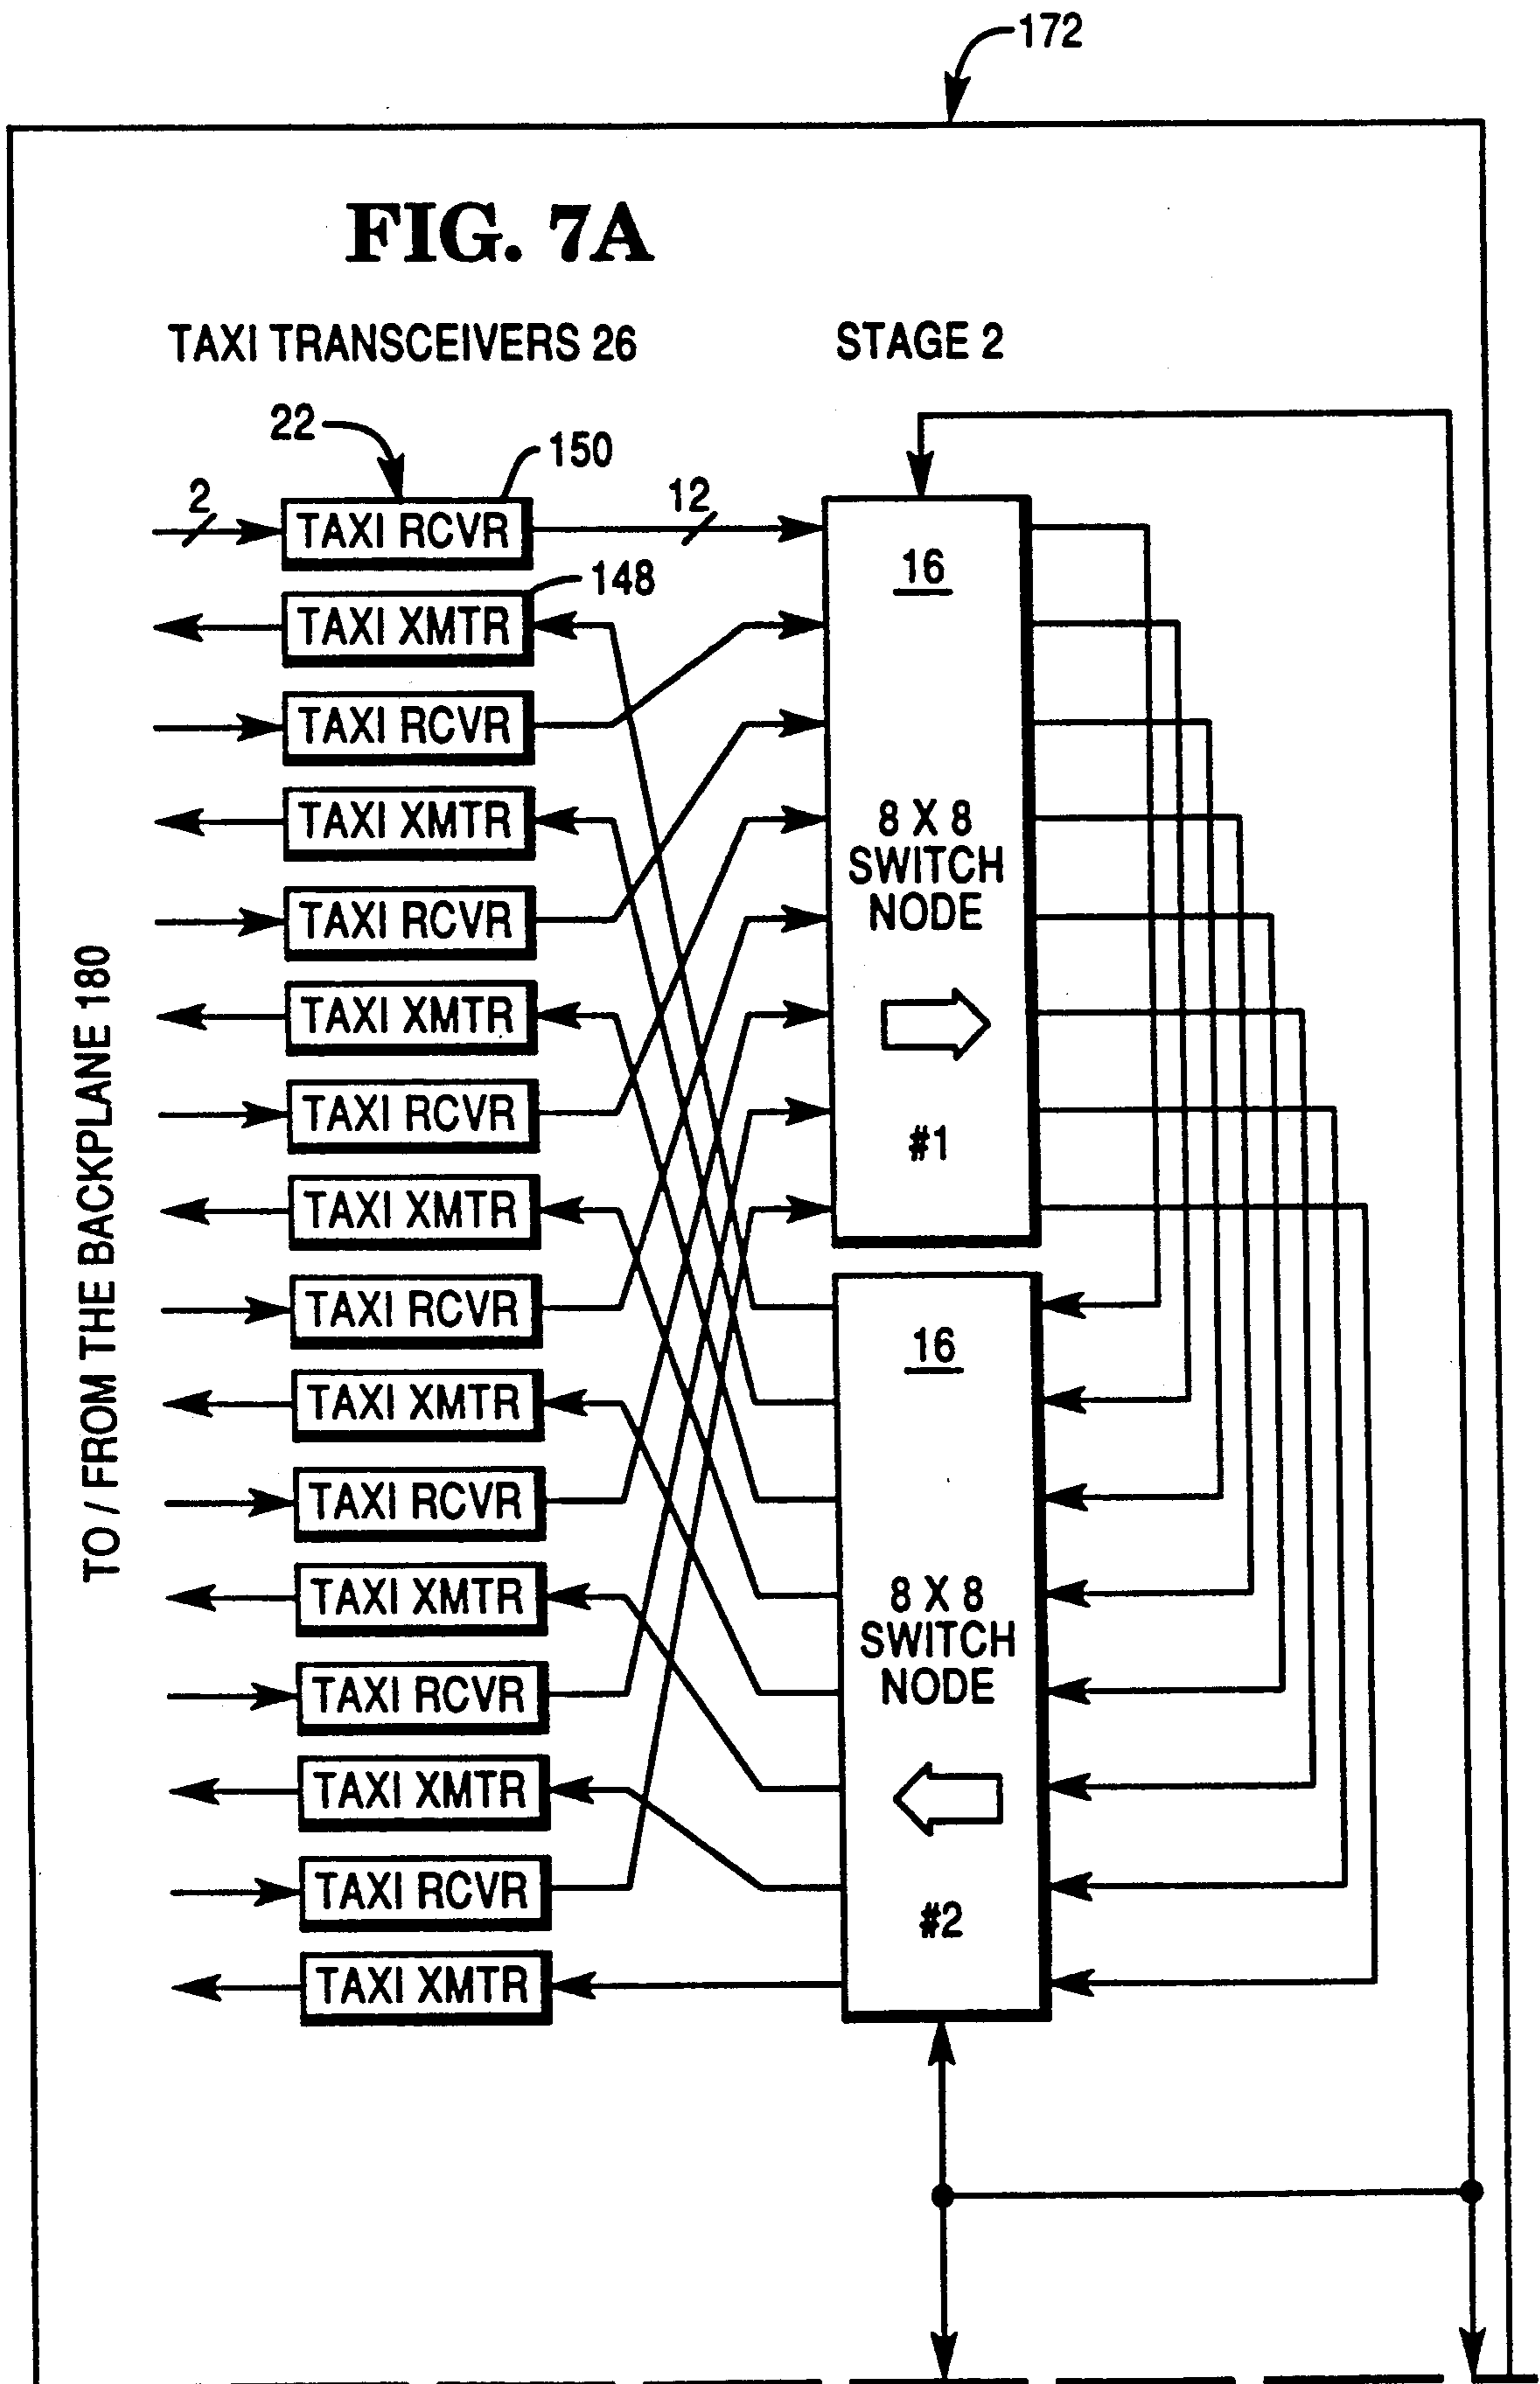 172
FIG. 7A
TAXI TRANSCEIVERS 26
STAGE 2
22
150
2
TAXI RCVR
12
148
TAXI XMTR
TAXI RCVR
TAXI XMTR
TAXI RCVR
TAXI XMTR
TAXI RCVR
TAXI XMTR
TAXI RCVR
TAXI XMTR
TAXI RCVR
TAXI XMTR
TAXI RCVR
TAXI XMTR
TAXI RCVR
TAXI XMTR
TO / FROM THE BACKPLANE 180
16
8 X 8
SWITCH
NODE
#1
16
8 X 8
SWITCH
NODE
#2